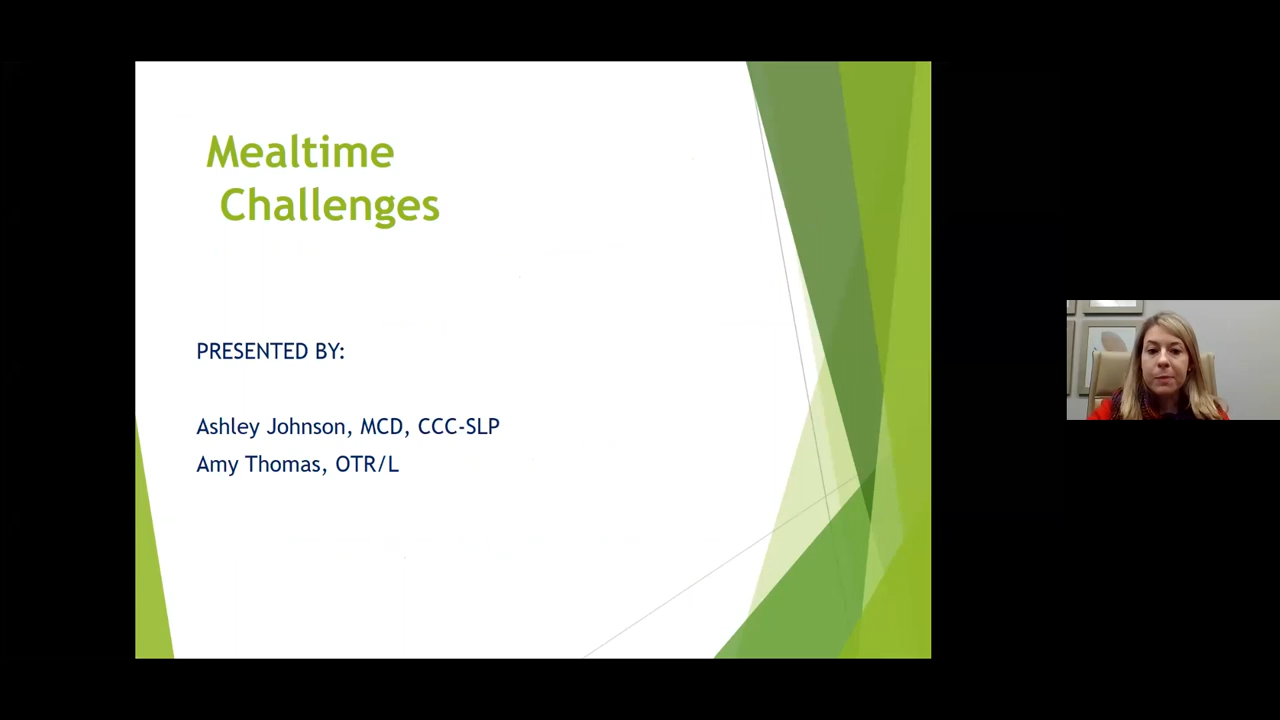 Mealtime
Challenges
PRESENTED BY:
Ashley Johnson, MCD, CCC-SLP
Amy Thomas, OTR/L